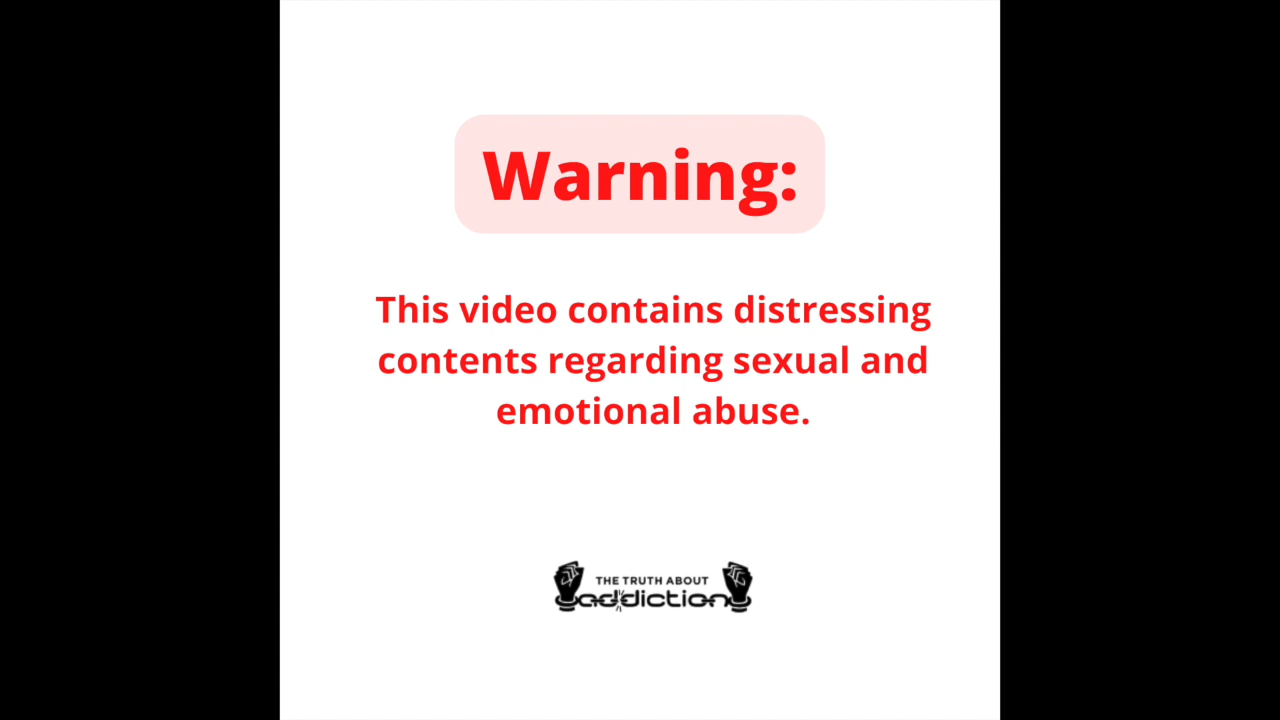 Warning:
This video contains distressing
contents regarding sexual and
emotional abuse.
THE TRUTH ABOUT
addiction